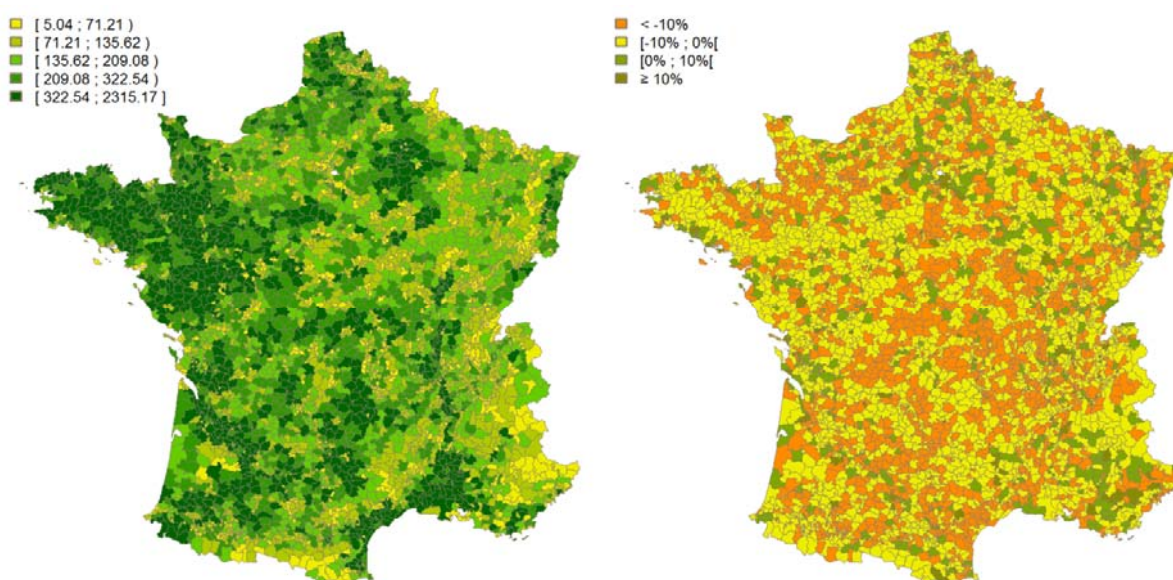 [ 5.04 ; 71.21 )
[ 71.21 ; 135.62 )
[ 135.62 ; 209.08 )
[ 209.08 ; 322.54 )
[ 322.54 ; 2315.17 ]
< -10%
[-10% ; 0%[
[0% ; 10%[
≥ 10%